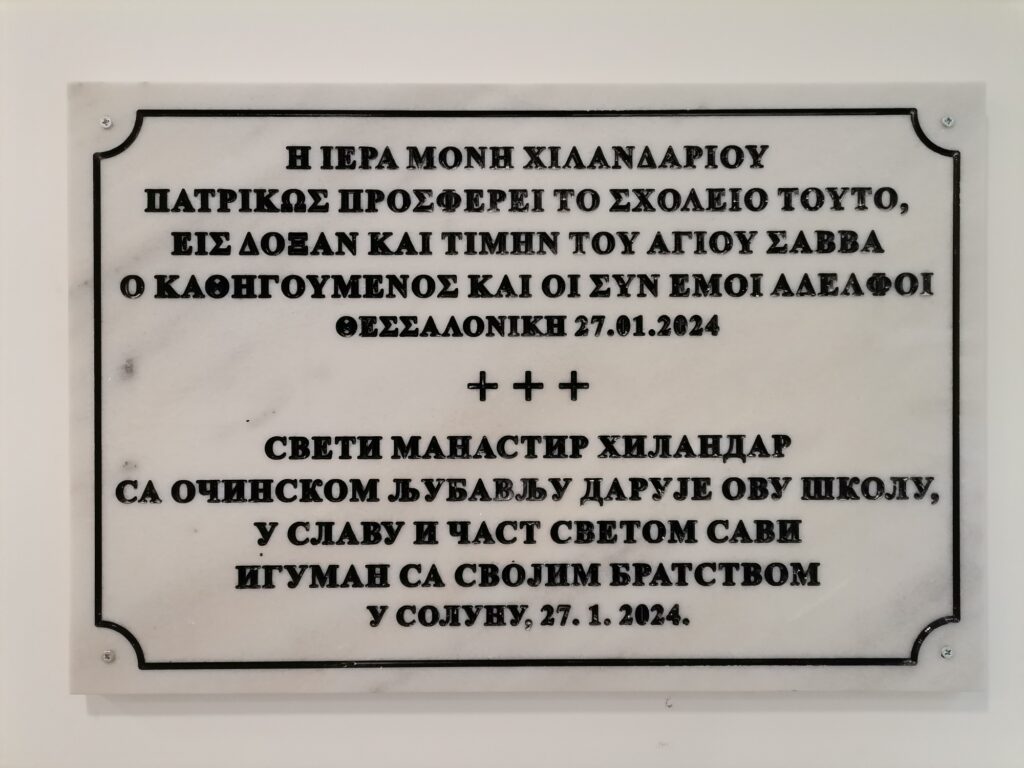 Η ΙΕΡΑ ΜΟΝΗ ΧΙΛΑΝΔΑΡΙΟΥ
ΠΑΤΡΙΚΩΣ ΠΡΟΣΦΕΡΕΙ ΤΟ ΣΧΟΛΕΙΟ ΤΟΥΤΟ,
ΕΙΣ ΔΟΞΑΝ ΚΑΙ ΤΙΜΗΝ ΤΟΥ ΑΓΙΟΥ ΣΑΒΒΑ
Ο ΚΑΘΗΓΟΥΜΕΝΟΣ ΚΑΙ ΟΙ ΣΥΝ ΕΜΟΙ ΑΔΕΛΦΟΙ
ΘΕΣΣΑΛΟΝΙΚΗ 27.01.2024
+ + +
СВЕТИ МАНАСТИР ХИЛАНДАР
СА ОЧИНСКОМ ЉУБАВЉУ ДАРУЈЕ ОВУ ШКОЛУ,
У СЛАВУ И ЧАСТ СВЕТОМ САВИ
ИГУМАН СА СВОЈИМ БРАТСТВОМ
У СОЛУНУ, 27. 1. 2024.